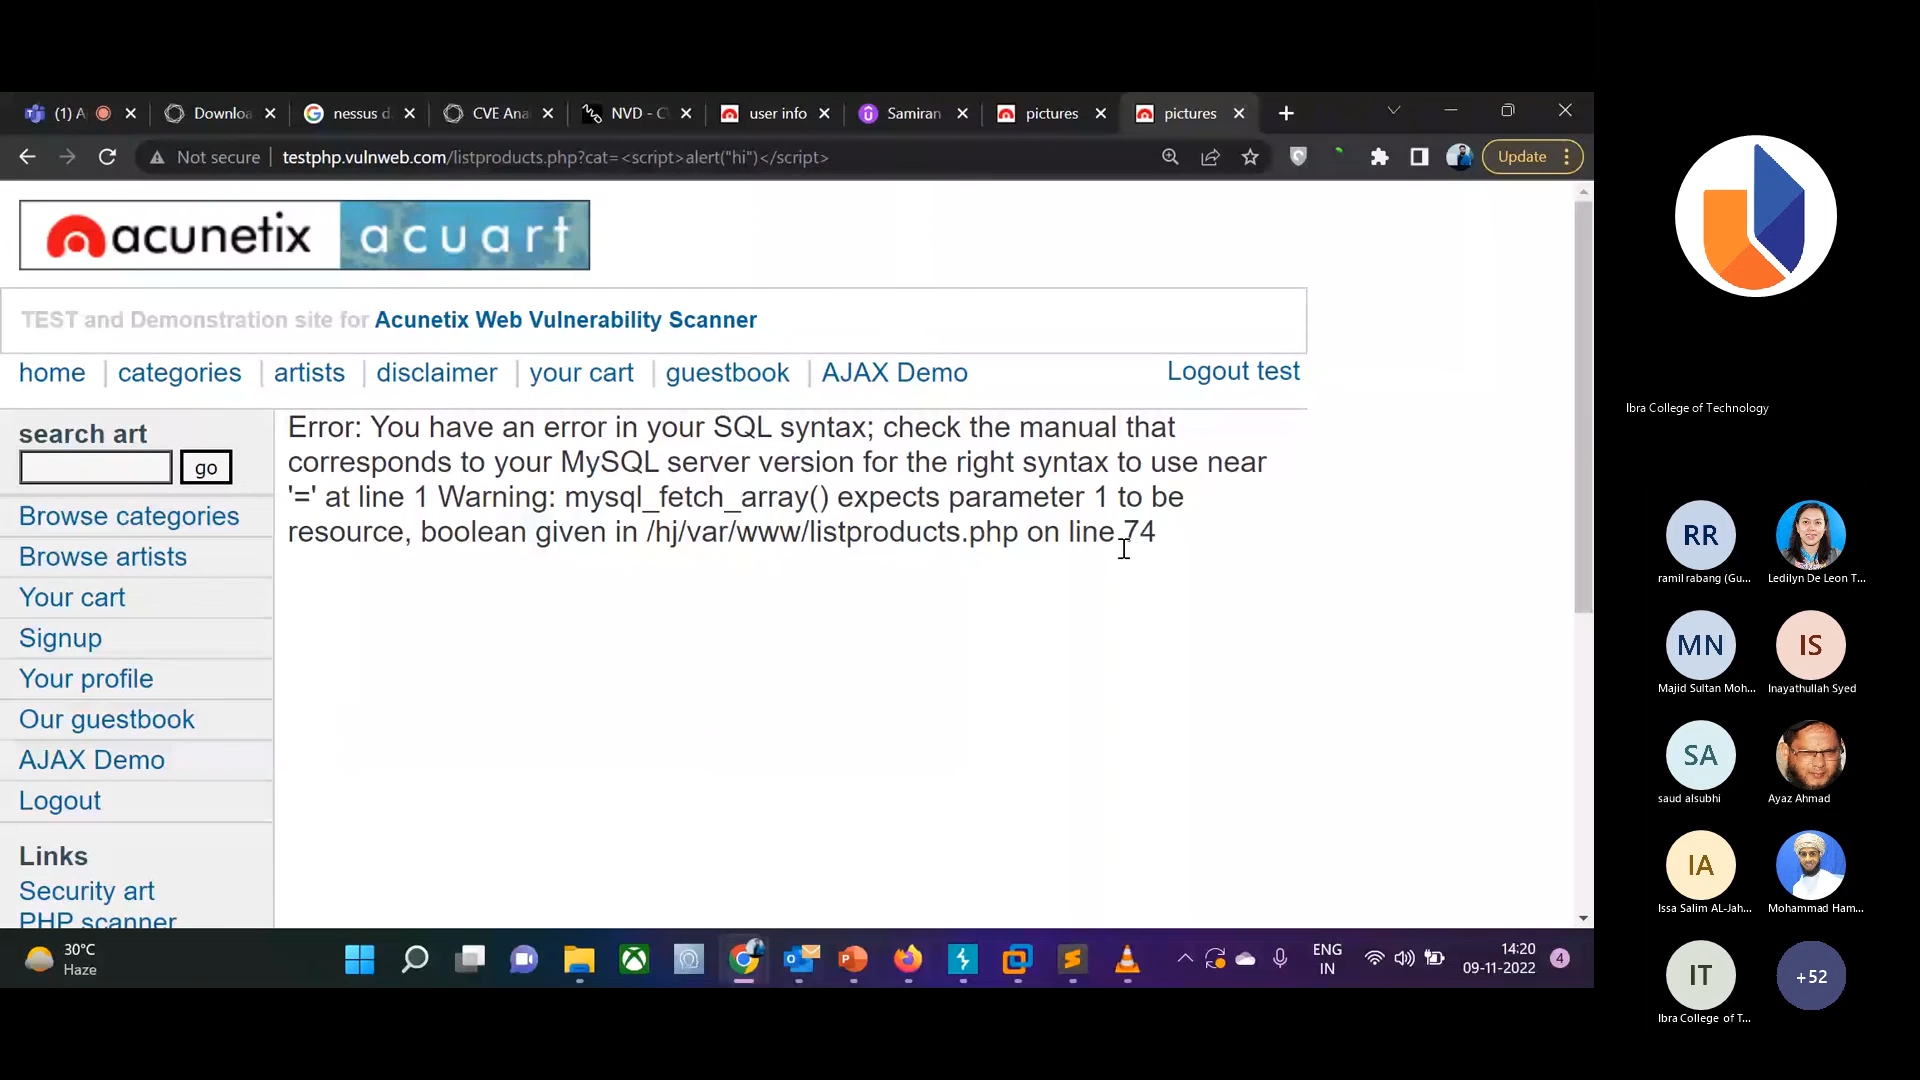 (1) A
Downloa
nessus d
CVE Ana
NVD - C
user info
Samiran
pictures
pictures
Not secure
testphp.vulnweb.com/listproducts.php?cat=<script>alert("hi")</script>
Update
acunetix acuart
TEST and Demonstration site for Acunetix Web Vulnerability Scanner
home | categories | artists | disclaimer | your cart | guestbook | AJAX Demo
Logout test
search art
go
Browse categories
Browse artists
Your cart
Signup
Your profile
Our guestbook
AJAX Demo
Logout
Links
Security art
PHP scanner
Error: You have an error in your SQL syntax; check the manual that
corresponds to your MySQL server version for the right syntax to use near
'=' at line 1 Warning: mysql_fetch_array() expects parameter 1 to be
resource, boolean given in /hj/var/www/listproducts.php on line 74
30°C
Haze
ENG
IN
14:20
09-11-2022
4
Ibra College of Technology
RR
ramil rabang (Gu...
Ledilyn De Leon T...
MN
Majid Sultan Moh...
IS
Inayathullah Syed
SA
saud alsubhi
Ayaz Ahmad
IA
Issa Salim AL-Jah...
Mohammad Ham...
IT
Ibra College of T...
+52